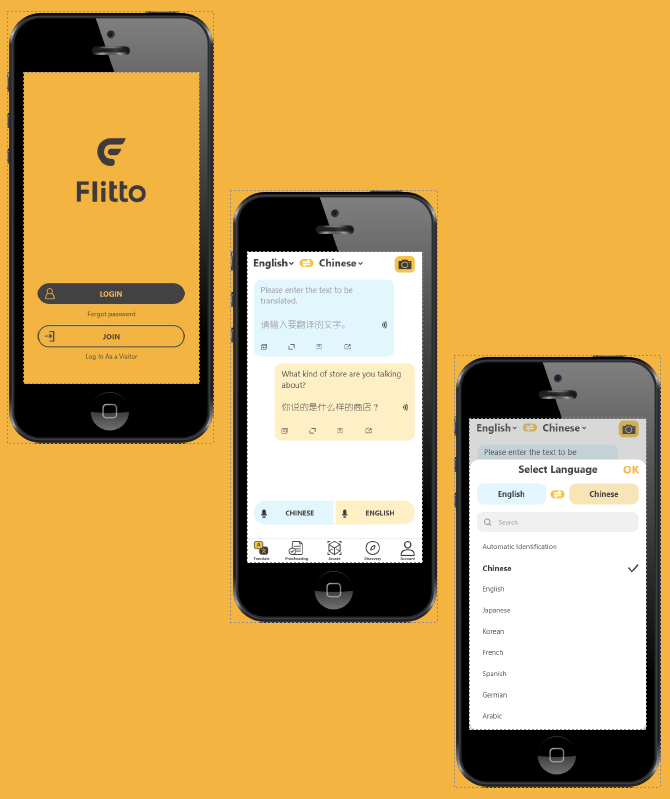 Flitto
LOGIN
Forgot password
JOIN
Log In As a Visitor
English
Chinese
Please enter the text to be
translated.
请输入要翻译的文字。
What kind of store are you talking
about?
你说的是什么样的商店？
CHINESE
ENGLISH
Translate
Proofreading
Arcade
Discovery
Account
English
Chinese
Please enter the text to be
Select Language
OK
English
Chinese
Search
Automatic Identification
Chinese
English
Japanese
Korean
French
Spanish
German
Arabic